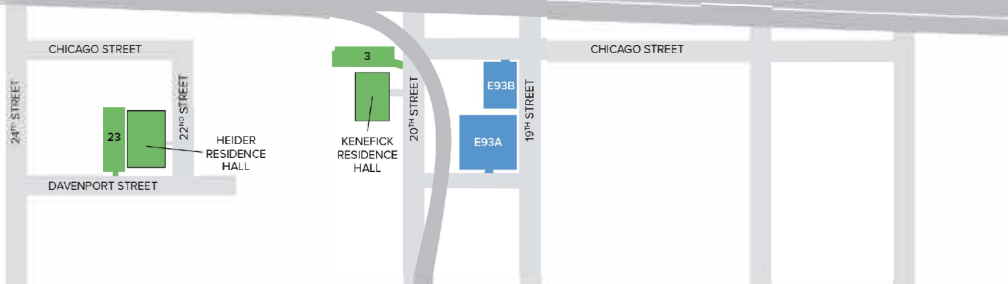 CHICAGO STREET
3
CHICAGO STREET
24TH STREET
22ND STREET
20TH STREET
E93B
19TH STREET
23
HEIDER
RESIDENCE
HALL
KENEFICK
RESIDENCE
HALL
E93A
DAVENPORT STREET